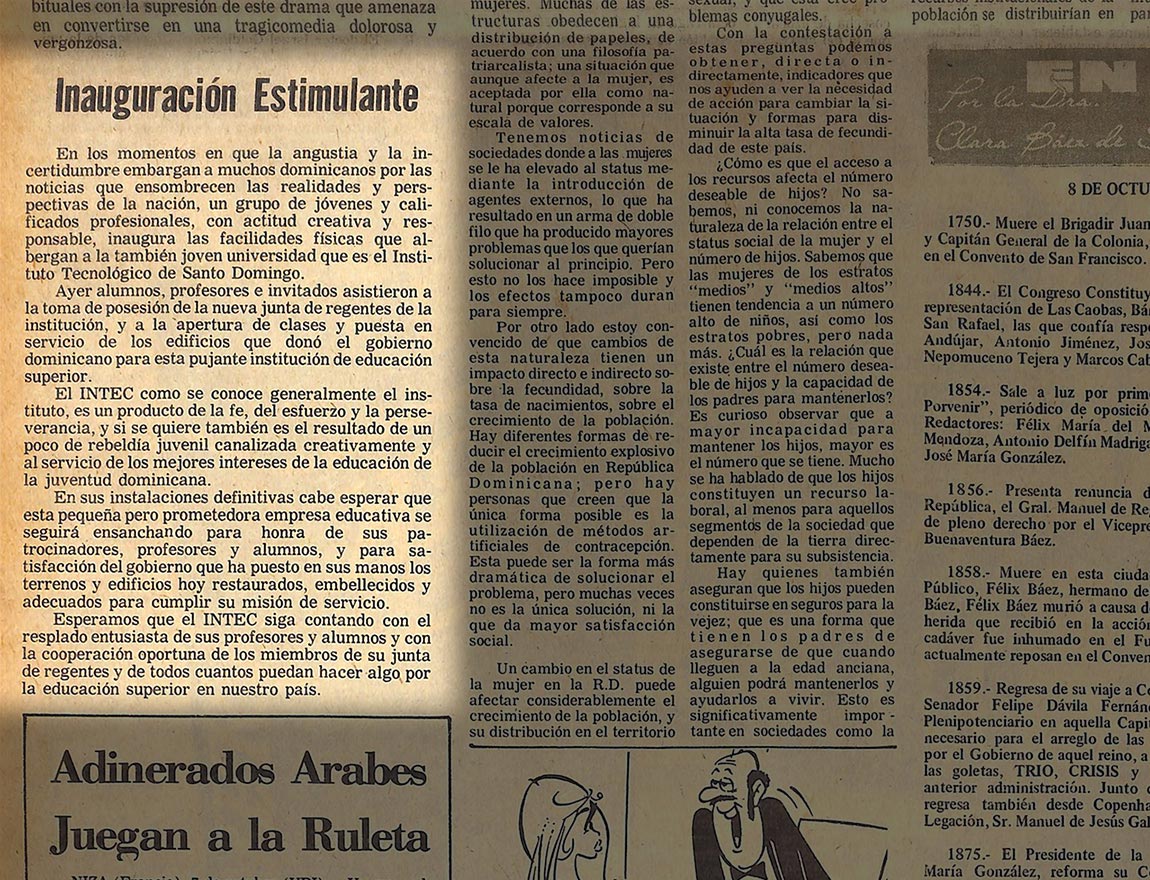 bituales con la supresión de este drama que amenaza
en convertirse en una tragicomedia dolorosa y
vergonzosa.
Inauguración Estimulante
En los momentos en que la angustia y la in-
certidumbre embargan a muchos dominicanos por las
noticias que ensombrecen las realidades y pers-
pectivas de la nación, un grupo de jóvenes y cali-
ficados profesionales, con actitud creativa y res-
ponsable, inaugura las facilidades físicas que al-
bergan a la también joven universidad que es el Insti-
tuto Tecnológico de Santo Domingo.
Ayer alumnos, profesores e invitados asistieron a
la toma de posesión de la nueva junta de regentes de la
institución, y a la apertura de clases y puesta en
servicio de los edificios que donó el gobierno
dominicano para esta pujante institución de educación
superior.
El INTEC como se conoce generalmente el ins-
tituto, es un producto de la fe, del esfuerzo y la perse-
verancia, y si se quiere también es el resultado de un
poco de rebeldía juvenil canalizada creativamente y
al servicio de los mejores intereses de la educación de
la juventud dominicana.
En sus instalaciones definitivas cabe esperar que
esta pequeña pero prometedora empresa educativa se
seguirá ensanchando para honra de sus pa-
trocinadores, profesores y alumnos, y para sa-
tisfacción del gobierno que ha puesto en sus manos los
terrenos y edificios hoy restaurados, embellecidos y
adecuados para cumplir su misión de servicio.
Esperamos que el INTEC siga contando con el
resplado entusiasta de sus profesores y alumnos y con
la cooperación oportuna de los miembros de su junta
de regentes y de todos cuantos puedan hacer algo por
la educación superior en nuestro país.
Adinerados Arabes
Juegan a la Ruleta
mujeres. Muchas de las es-
tructuras obedecen a una
distribución de papeles, de
acuerdo con una filosofía pa-
triarcalista; una situación que
aunque afecte a la mujer, es
aceptada por ella como na-
tural porque corresponde a su
escala de valores.
Tenemos noticias de
sociedades donde a las mujeres
se le ha elevado al status me-
diante la introducción de
agentes externos, lo que ha
resultado en un arma de doble
filo que ha producido mayores
problemas que los que querían
solucionar al principio. Pero
esto no los hace imposible y
los efectos tampoco duran
para siempre.
Por otro lado estoy con-
vencido de que cambios de
esta naturaleza tienen un
impacto directo e indirecto so-
bre la fecundidad, sobre la
tasa de nacimientos, sobre el
crecimiento de la población.
Hay diferentes formas de re-
ducir el crecimiento explosivo
de la población en República
Dominicana; pero hay
personas que creen que la
única forma posible es la
utilización de métodos ar-
tificiales de contracepción.
Esta puede ser la forma más
dramática de solucionar el
problema, pero muchas veces
no es la única solución, ni la
que da mayor satisfacción
social.
Un cambio en el status de
la mujer en la R.D. puede
afectar considerablemente el
crecimiento de la población, y
su distribución en el territorio
blemas conyugales.
Con la contestación a
estas preguntas podemos
obtener, directa o in-
directamente, indicadores que
nos ayuden a ver la necesidad
de acción para cambiar la si-
tuación y formas para dis-
minuir la alta tasa de fecundi-
dad de este país.
¿Cómo es que el acceso a
los recursos afecta el número
deseable de hijos? No sa-
bemos, ni conocemos la na-
turaleza de la relación entre el
status social de la mujer y el
número de hijos. Sabemos que
las mujeres de los estratos
"medios" y "medios altos"
tienen tendencia a un número
alto de niños, así como los
estratos pobres, pero nada
más. ¿Cuál es la relación que
existe entre el número desea-
ble de hijos y la capacidad de
los padres para mantenerlos?
Es curioso observar que a
mayor incapacidad para
mantener los hijos, mayor es
el número que se tiene. Mucho
se ha hablado de que los hijos
constituyen un recurso la-
boral, al menos para aquellos
segmentos de la sociedad que
dependen de la tierra direc-
tamente para su subsistencia.
Hay quienes también
aseguran que los hijos pueden
constituirse en seguros para la
vejez; que es una forma que
tienen los padres de
asegurarse de que cuando
lleguen a la edad anciana,
alguien podrá mantenerlos y
ayudarlos a vivir. Esto es
significativamente impor-
tante en sociedades como la
población se distribuirían en
EN
Por la Dra.
Clara Báez de
8 DE OCTU
1750.- Muere el Brigadir Juan
y Capitán General de la Colonia,
en el Convento de San Francisco.
1844.- El Congreso Constituy
representación de Las Caobas, Bá
San Rafael, las que confía resp
Andújar, Antonio Jiménez, Jos
Nepomuceno Tejera y Marcos Cab
1854.- Sale a luz por prim
Porvenir", periódico de oposició
Redactores: Félix María del M
Mendoza, Antonio Delfín Madriga
José María González.
1856.- Presenta renuncia d
República, el Gral. Manuel de Re
de pleno derecho por el Vicepre
Buenaventura Báez.
1858.- Muere en esta ciuda
Público, Félix Báez, hermano de
Báez, Félix Báez murió a causa d
herida que recibió en la acció
cadáver fue inhumado en el Fu
actualmente reposan en el Conven
1859.- Regresa de su viaje a C
Senador Felipe Dávila Fernán
Plenipotenciario en aquella Capi
necesario para el arreglo de las
por el Gobierno de aquel reino, a
las goletas, TRIO, CRISIS y
anterior administración. Junto
regresa también desde Copenha
Legación, Sr. Manuel de Jesús Gal
1875.- El Presidente de la
María González, reforma su C